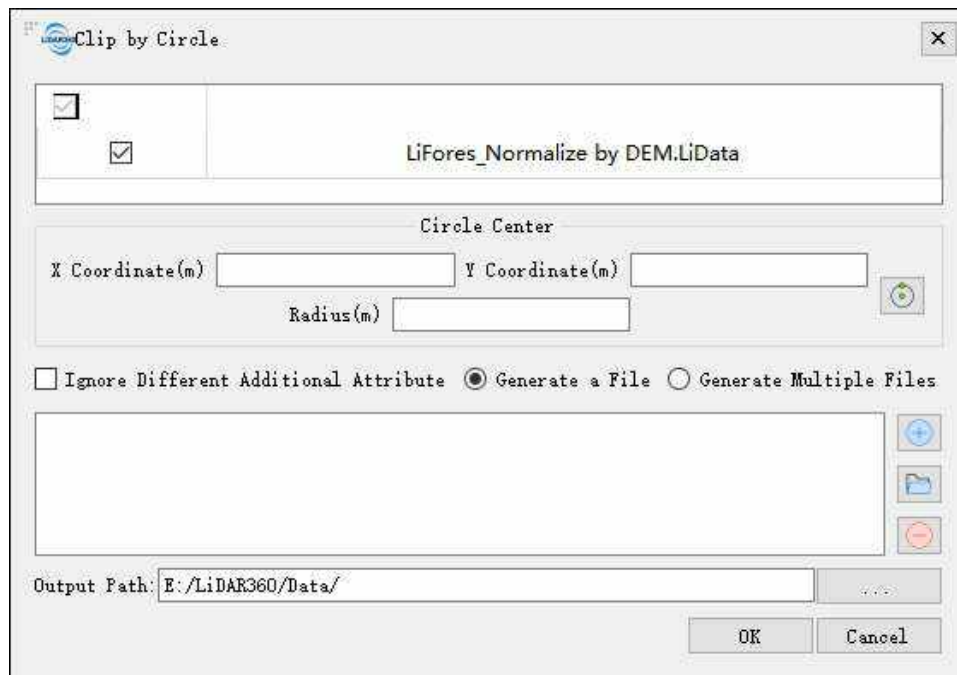 Clip by Circle
LiFores_Normalize by DEM.LiData
Circle Center
X Coordinate(m) Y Coordinate(m)
Radius(m)
Ignore Different Additional Attribute Generate a File Generate Multiple Files
Output Path: E:/LiDAR360/Data/ ...
OK Cancel